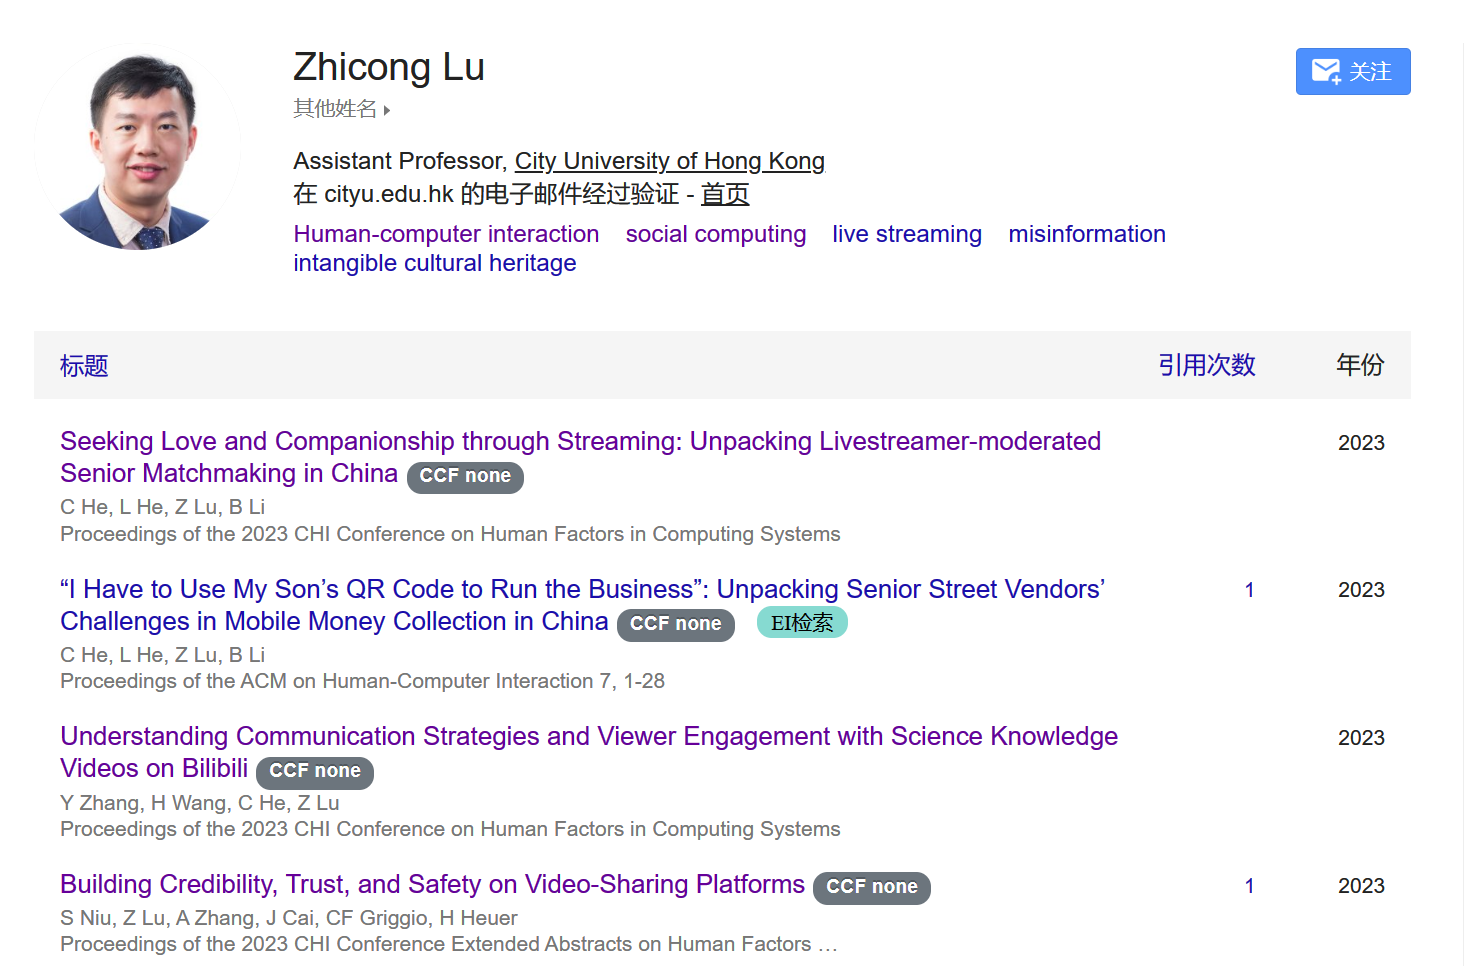 Zhicong Lu
关注
其他姓名
Assistant Professor, City University of Hong Kong
在 cityu.edu.hk 的电子邮件经过验证 - 首页
Human-computer interaction social computing live streaming misinformation
intangible cultural heritage
标题 引用次数 年份
Seeking Love and Companionship through Streaming: Unpacking Livestreamer-moderated 2023
Senior Matchmaking in China CCF none
C He, L He, Z Lu, B Li
Proceedings of the 2023 CHI Conference on Human Factors in Computing Systems
“I Have to Use My Son’s QR Code to Run the Business”: Unpacking Senior Street Vendors’ 1 2023
Challenges in Mobile Money Collection in China CCF none EI检索
C He, L He, Z Lu, B Li
Proceedings of the ACM on Human-Computer Interaction 7, 1-28
Understanding Communication Strategies and Viewer Engagement with Science Knowledge 2023
Videos on Bilibili CCF none
Y Zhang, H Wang, C He, Z Lu
Proceedings of the 2023 CHI Conference on Human Factors in Computing Systems
Building Credibility, Trust, and Safety on Video-Sharing Platforms CCF none 1 2023
S Niu, Z Lu, A Zhang, J Cai, CF Griggio, H Heuer
Proceedings of the 2023 CHI Conference Extended Abstracts on Human Factors …